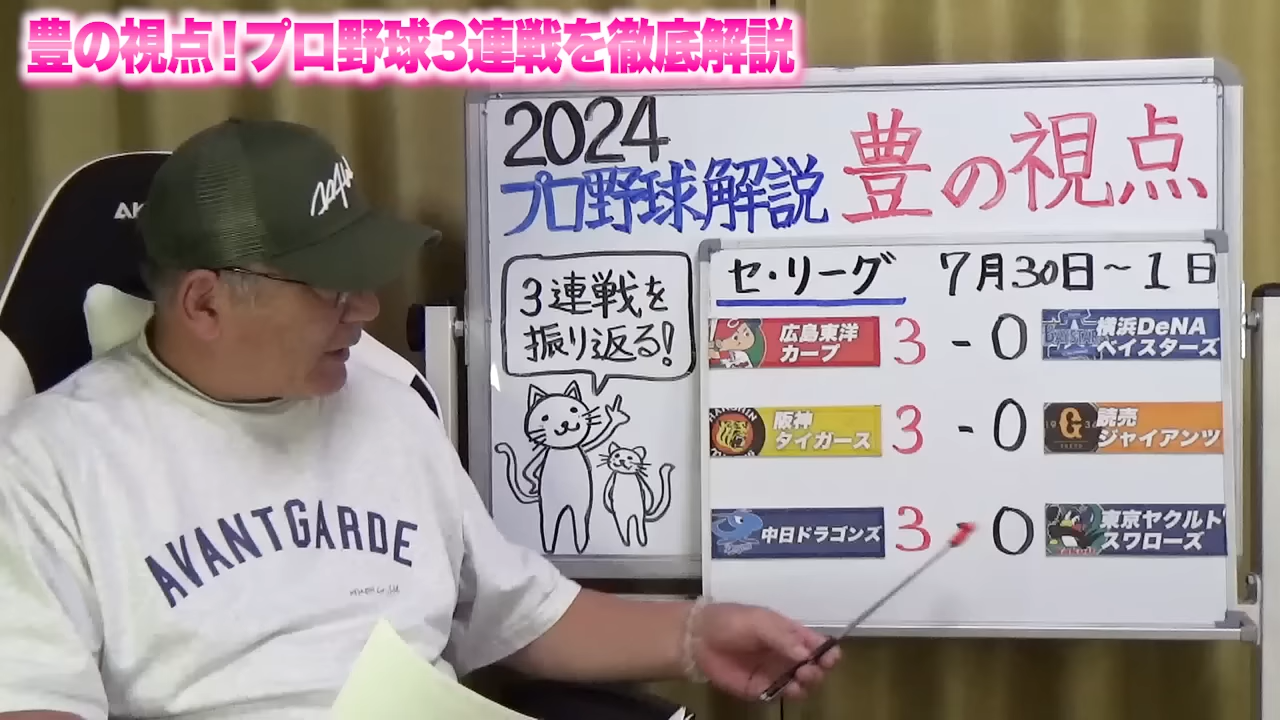 豊の視点！プロ野球3連戦を徹底解説
2024
プロ野球解説 豊の視点
3連戦を
振り返る！
セ・リーグ 7月30日～1日
広島東洋
カープ
3 - 0
横浜DeNA
ベイスターズ
阪神
タイガース
3 - 0
読売
ジャイアンツ
中日ドラゴンズ
3 - 0
東京ヤクルト
スワローズ
AK
AVANTGARDE